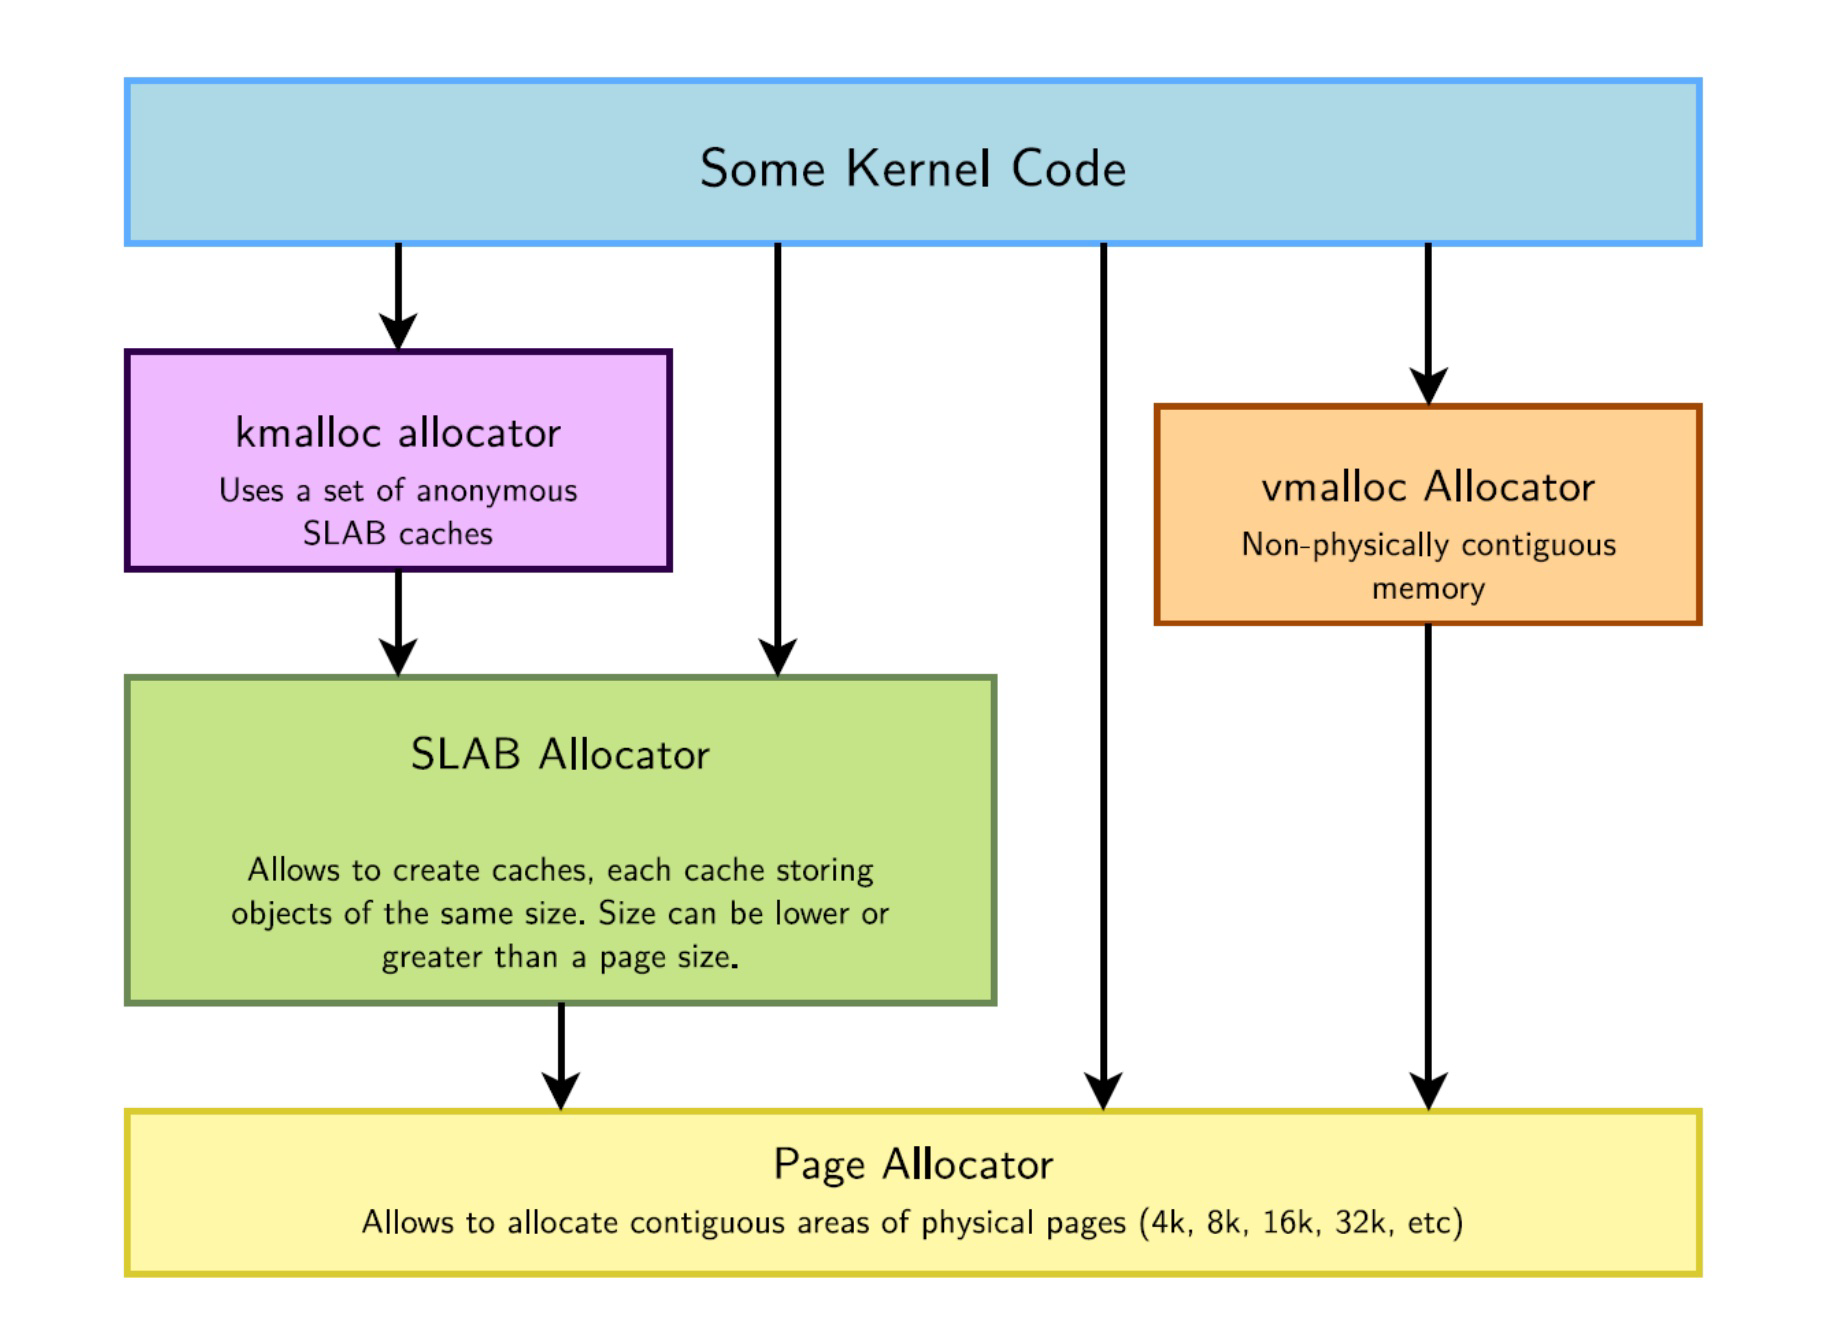 Some Kernel Code
kmalloc allocator
Uses a set of anonymous
SLAB caches
vmalloc Allocator
Non-physically contiguous
memory
SLAB Allocator
Allows to create caches, each cache storing
objects of the same size. Size can be lower or
greater than a page size.
Page Allocator
Allows to allocate contiguous areas of physical pages (4k, 8k, 16k, 32k, etc)